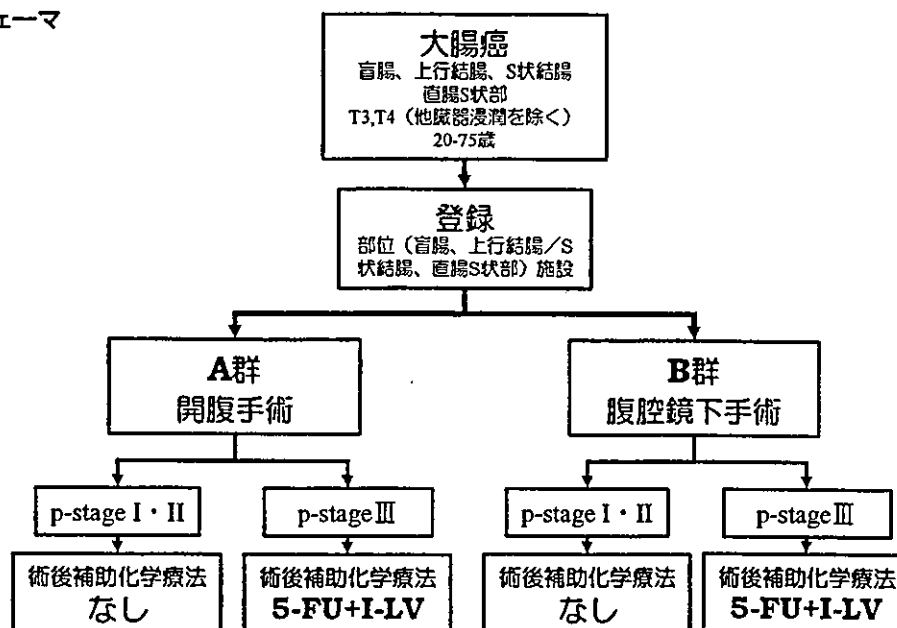 ェーマ
大腸癌
盲腸、上行結腸、S状結腸
直腸S状部
T3,T4（他臓器浸潤を除く）
20-75歳
登録
部位（盲腸、上行結腸／S
状結腸、直腸S状部）施設
A群
開腹手術
B群
腹腔鏡下手術
p-stage I・II
p-stageⅢ
p-stage I・II
p-stageⅢ
術後補助化学療法
なし
術後補助化学療法
5-FU+I-LV
術後補助化学療法
なし
術後補助化学療法
5-FU+I-LV